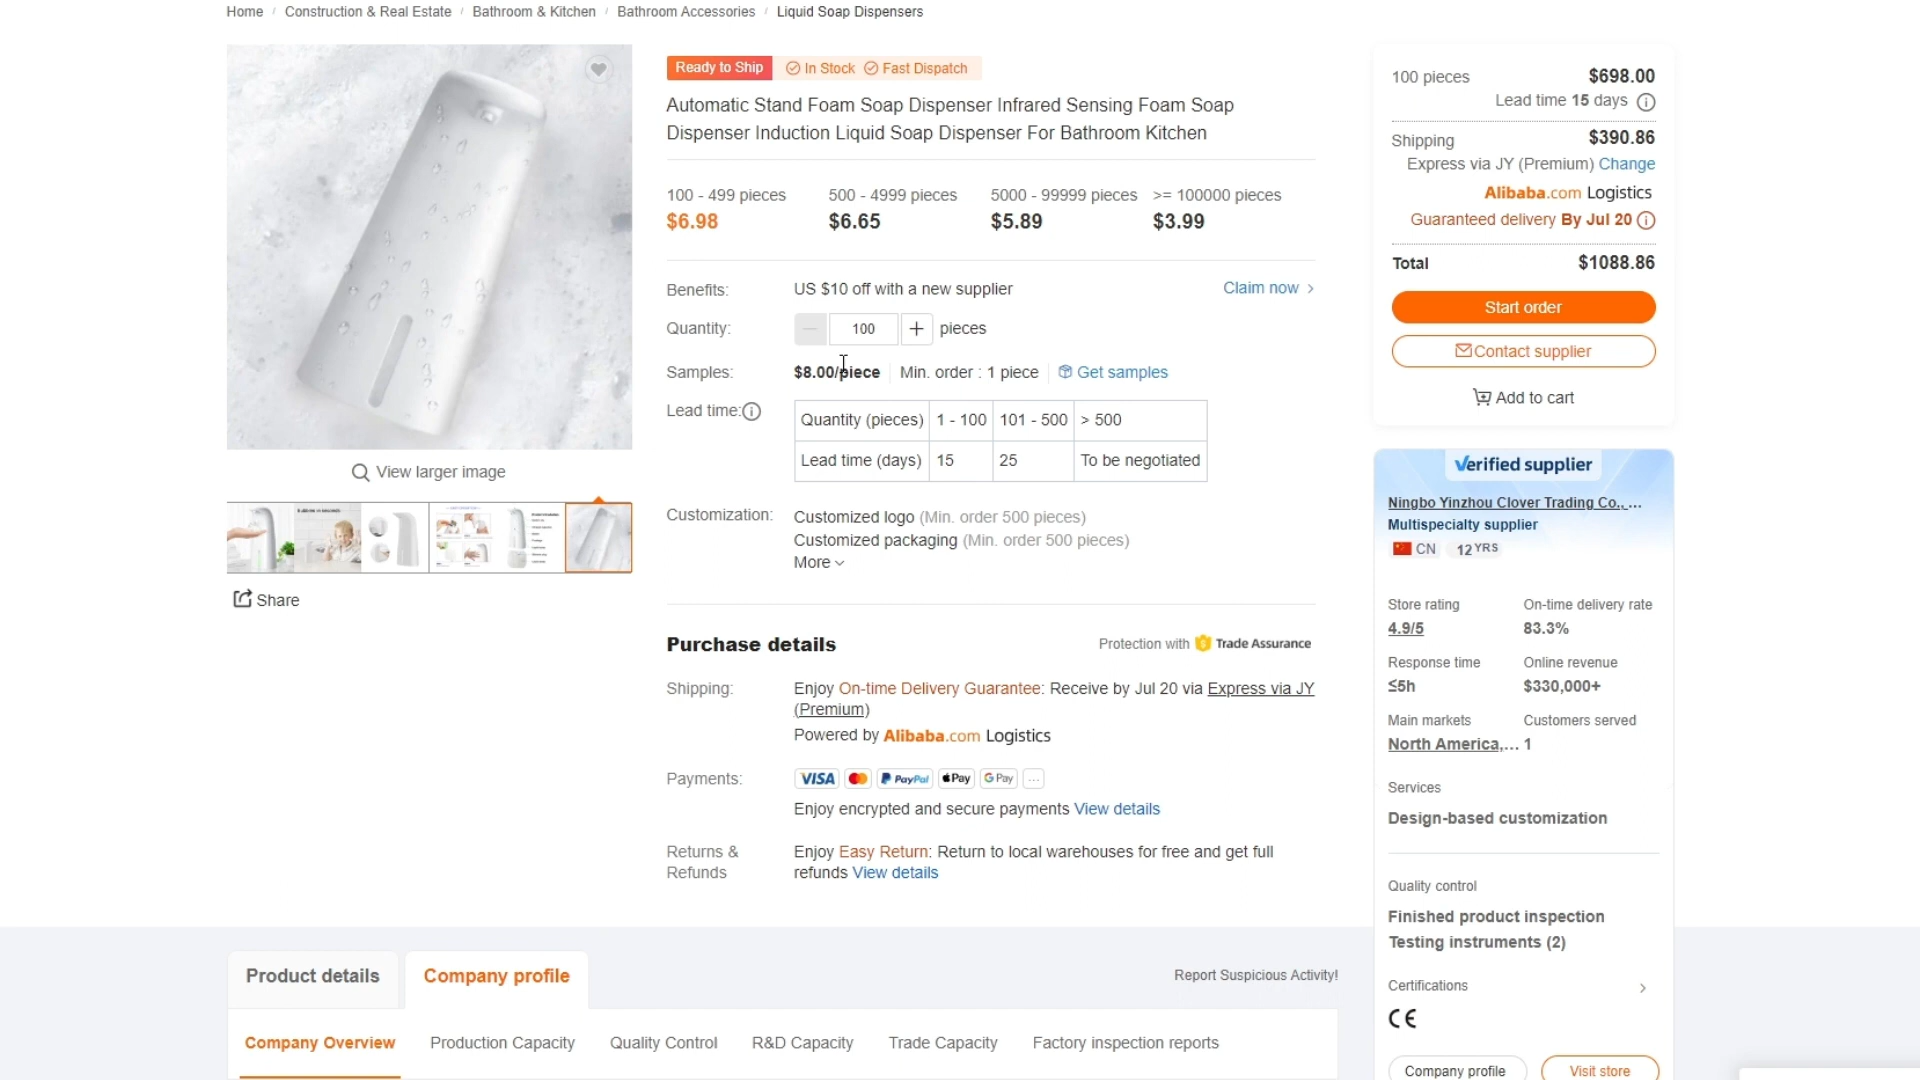 Home / Construction & Real Estate / Bathroom & Kitchen / Bathroom Accessories / Liquid Soap Dispensers
View larger image
Share
Ready to Ship In Stock Fast Dispatch
Automatic Stand Foam Soap Dispenser Infrared Sensing Foam Soap
Dispenser Induction Liquid Soap Dispenser For Bathroom Kitchen
100 - 499 pieces 500 - 4999 pieces 5000 - 99999 pieces >= 100000 pieces
$6.98 $6.65 $5.89 $3.99
Benefits: US $10 off with a new supplier Claim now >
Quantity: — 100 + pieces
Samples: $8.00/piece Min. order : 1 piece Get samples
Lead time:
Quantity (pieces) 1 - 100 101 - 500 > 500
Lead time (days) 15 25 To be negotiated
Customization: Customized logo (Min. order 500 pieces)
Customized packaging (Min. order 500 pieces)
More
Purchase details Protection with Trade Assurance
Shipping: Enjoy On-time Delivery Guarantee: Receive by Jul 20 via Express via JY
(Premium)
Powered by Alibaba.com Logistics
Payments: VISA PayPal Pay G Pay ...
Enjoy encrypted and secure payments View details
Returns & Refunds Enjoy Easy Return: Return to local warehouses for free and get full
refunds View details
100 pieces $698.00
Lead time 15 days
Shipping $390.86
Express via JY (Premium) Change
Alibaba.com Logistics
Guaranteed delivery By Jul 20
Total $1088.86
Start order
Contact supplier
Add to cart
Verified supplier
Ningbo Yinzhou Clover Trading Co., ...
Multispecialty supplier
CN 12 YRS
Store rating On-time delivery rate
4.9/5 83.3%
Response time Online revenue
≤5h $330,000+
Main markets Customers served
North America,... 1
Services
Design-based customization
Quality control
Finished product inspection
Testing instruments (2)
Certifications >
CE
Company profile Visit store
Product details Company profile Report Suspicious Activity!
Company Overview Production Capacity Quality Control R&D Capacity Trade Capacity Factory inspection reports